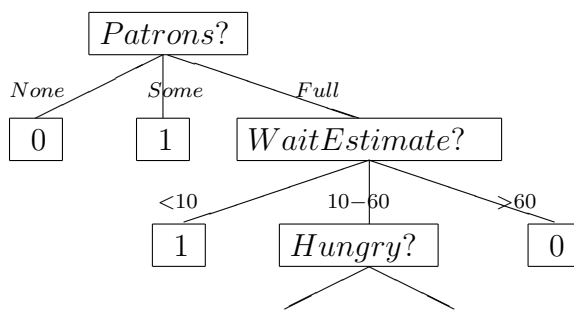 Patrons?
None Some Full
0 1 WaitEstimate?
<10 10−60 >60
1 Hungry? 0